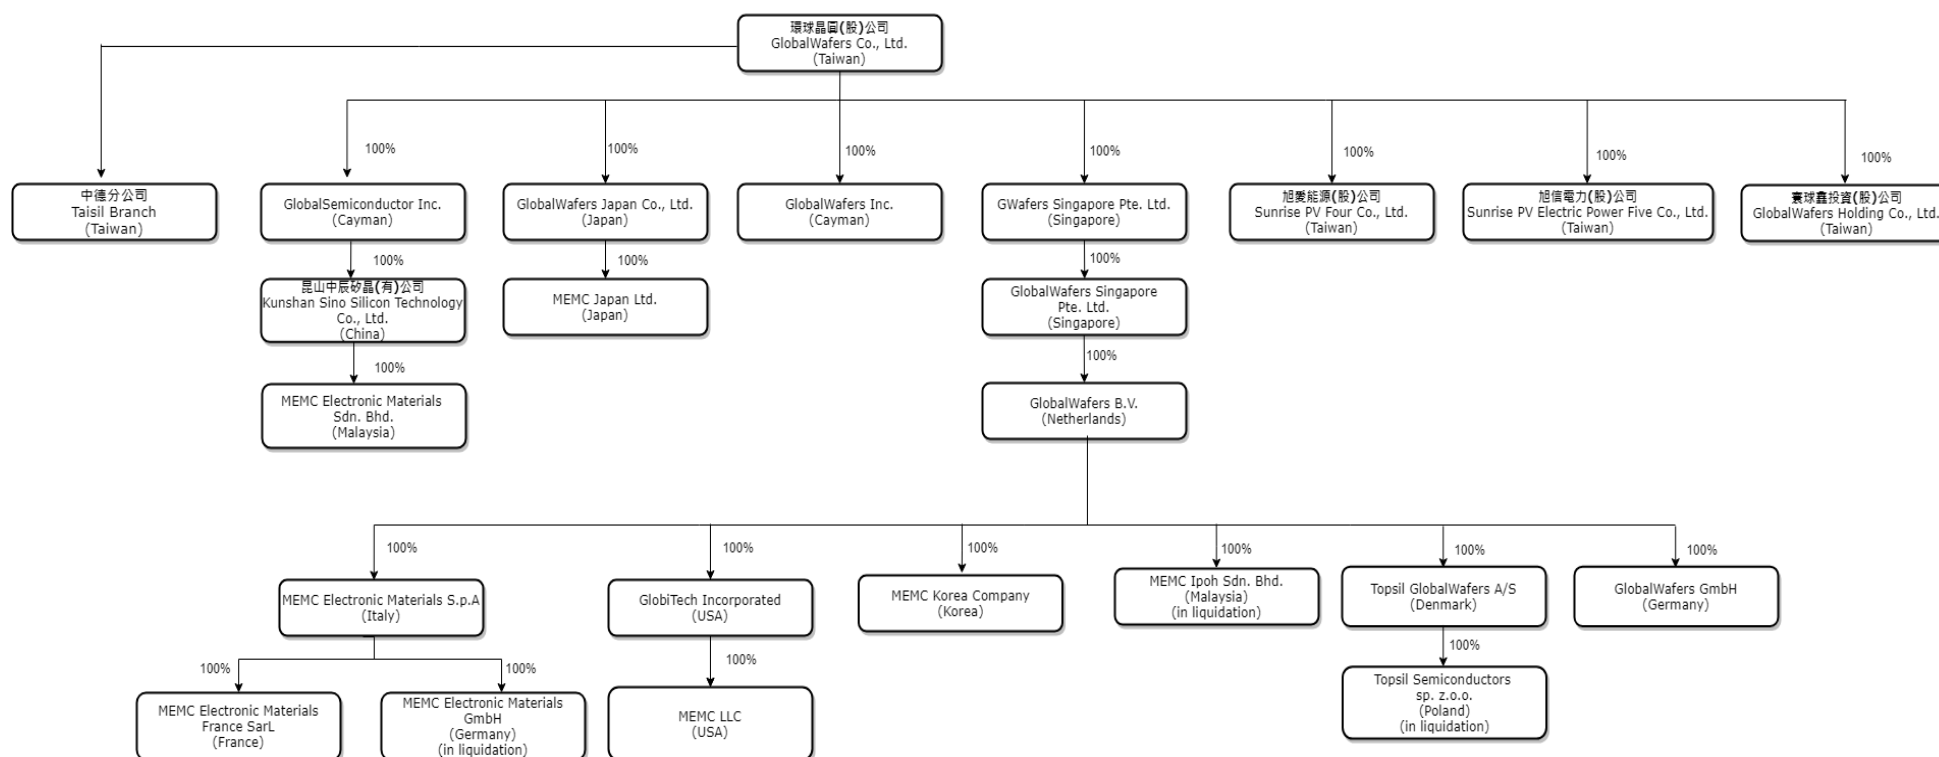 環球晶圓(股)公司
GlobalWafers Co., Ltd.
(Taiwan)
100%
100%
100%
100%
100%
100%
100%
中德分公司
Taisil Branch
(Taiwan)
GlobalSemiconductor Inc.
(Cayman)
GlobalWafers Japan Co., Ltd.
(Japan)
GlobalWafers Inc.
(Cayman)
GWafers Singapore Pte. Ltd.
(Singapore)
旭愛能源(股)公司
Sunrise PV Four Co., Ltd.
(Taiwan)
旭信電力(股)公司
Sunrise PV Electric Power Five Co., Ltd.
(Taiwan)
寰球鑫投資(股)公司
GlobalWafers Holding Co., Ltd.
(Taiwan)
100%
100%
100%
昆山中辰矽晶(有)公司
Kunshan Sino Silicon Technology
Co., Ltd.
(China)
MEMC Japan Ltd.
(Japan)
GlobalWafers Singapore
Pte. Ltd.
(Singapore)
100%
100%
MEMC Electronic Materials
Sdn. Bhd.
(Malaysia)
GlobalWafers B.V.
(Netherlands)
100%
100%
100%
100%
100%
100%
MEMC Electronic Materials S.p.A
(Italy)
GlobiTech Incorporated
(USA)
MEMC Korea Company
(Korea)
MEMC Ipoh Sdn. Bhd.
(Malaysia)
(in liquidation)
Topsil GlobalWafers A/S
(Denmark)
GlobalWafers GmbH
(Germany)
100%
100%
100%
100%
MEMC Electronic Materials
France SarL
(France)
MEMC Electronic Materials
GmbH
(Germany)
(in liquidation)
MEMC LLC
(USA)
Topsil Semiconductors
sp. z.o.o.
(Poland)
(in liquidation)